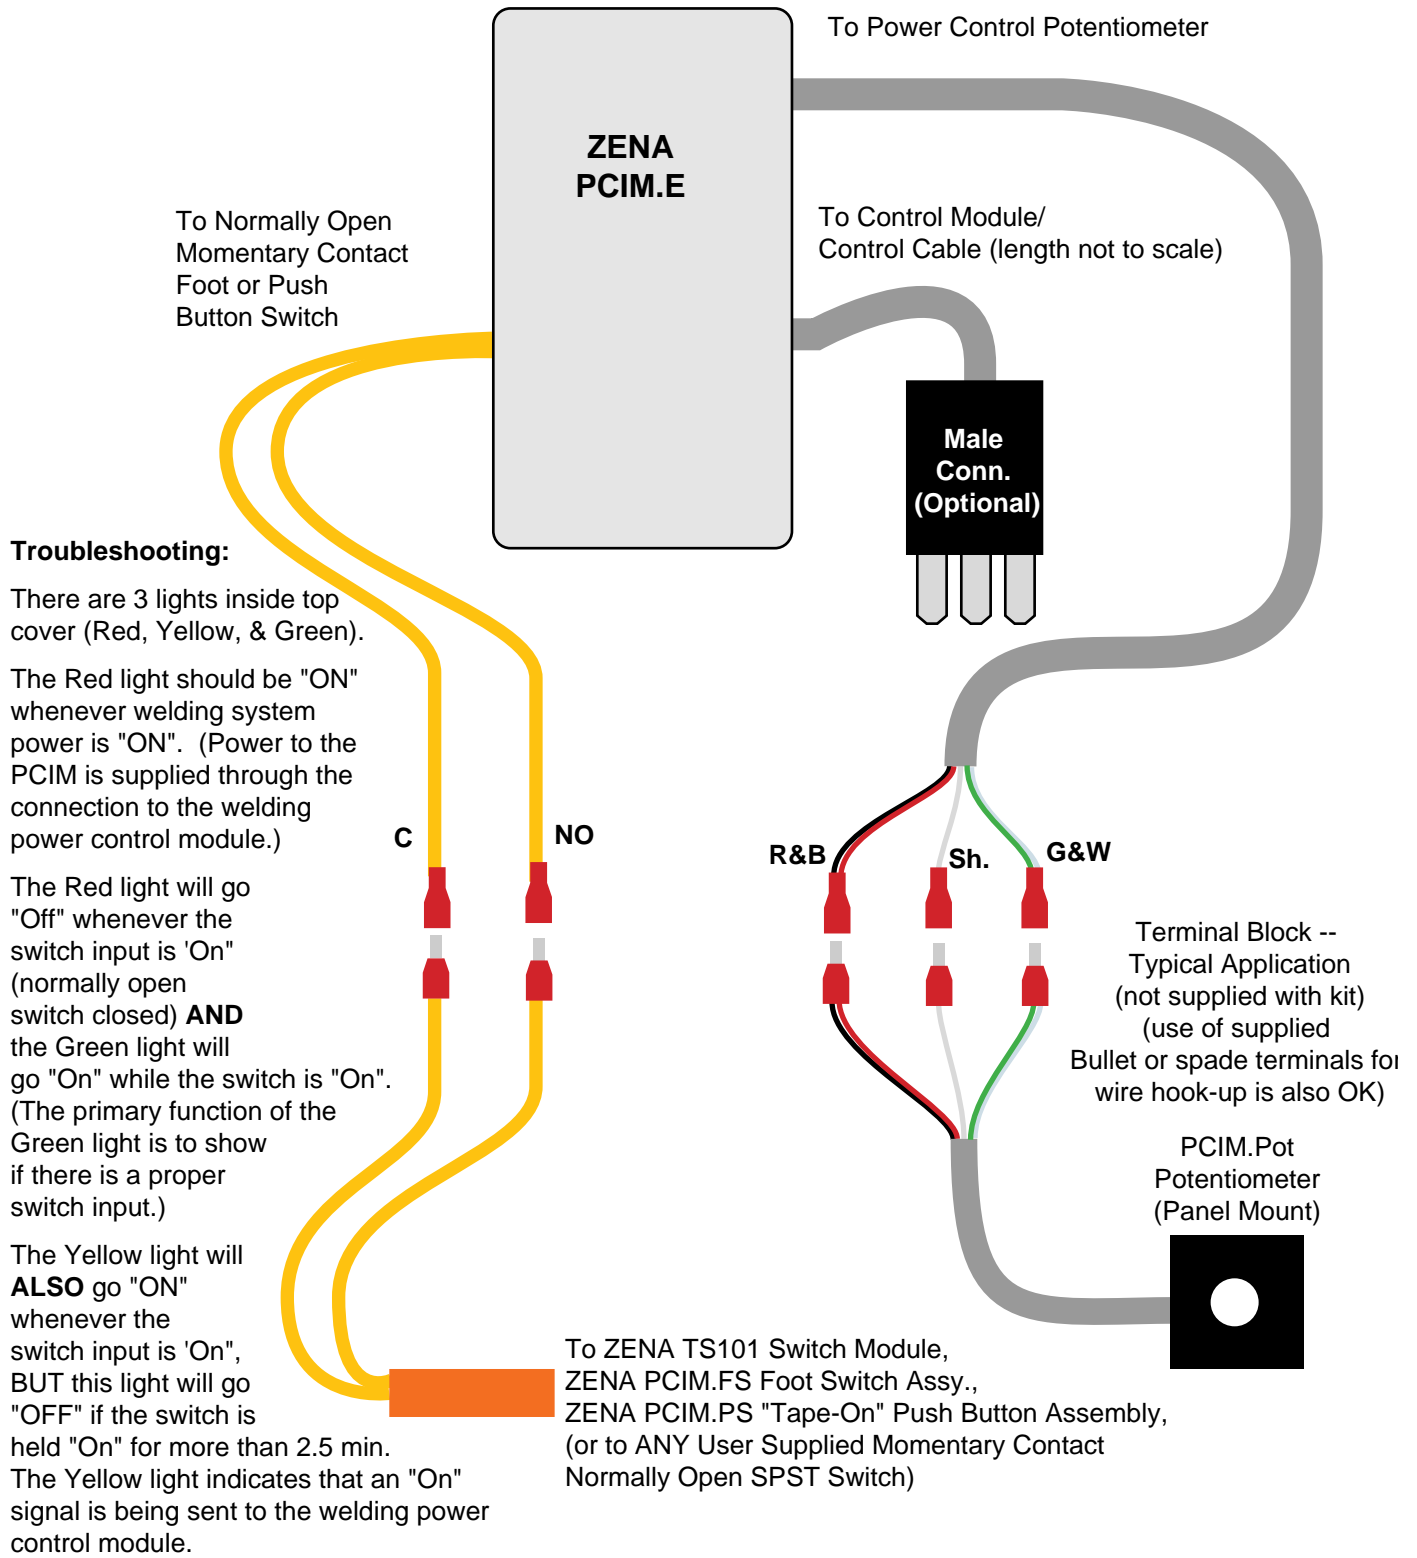 To Power Control Potentiometer
ZENA
PCIM.E
To Normally Open
Momentary Contact
Foot or Push
Button Switch
To Control Module/
Control Cable (length not to scale)
Male
Conn.
(Optional)
Troubleshooting:
There are 3 lights inside top
cover (Red, Yellow, & Green).
The Red light should be "ON"
whenever welding system
power is "ON".  (Power to the
PCIM is supplied through the
connection to the welding
power control module.)
The Red light will go
"Off" whenever the
switch input is 'On"
(normally open
switch closed) AND
the Green light will
go "On" while the switch is "On".
(The primary function of the
Green light is to show
if there is a proper
switch input.)
The Yellow light will
ALSO go "ON"
whenever the
switch input is 'On",
BUT this light will go
"OFF" if the switch is
held "On" for more than 2.5 min.
The Yellow light indicates that an "On"
signal is being sent to the welding power
control module.
C
NO
R&B
Sh.
G&W
Terminal Block --
Typical Application
(not supplied with kit)
(use of supplied
Bullet or spade terminals for
wire hook-up is also OK)
PCIM.Pot
Potentiometer
(Panel Mount)
To ZENA TS101 Switch Module,
ZENA PCIM.FS Foot Switch Assy.,
ZENA PCIM.PS "Tape-On" Push Button Assembly,
(or to ANY User Supplied Momentary Contact
Normally Open SPST Switch)